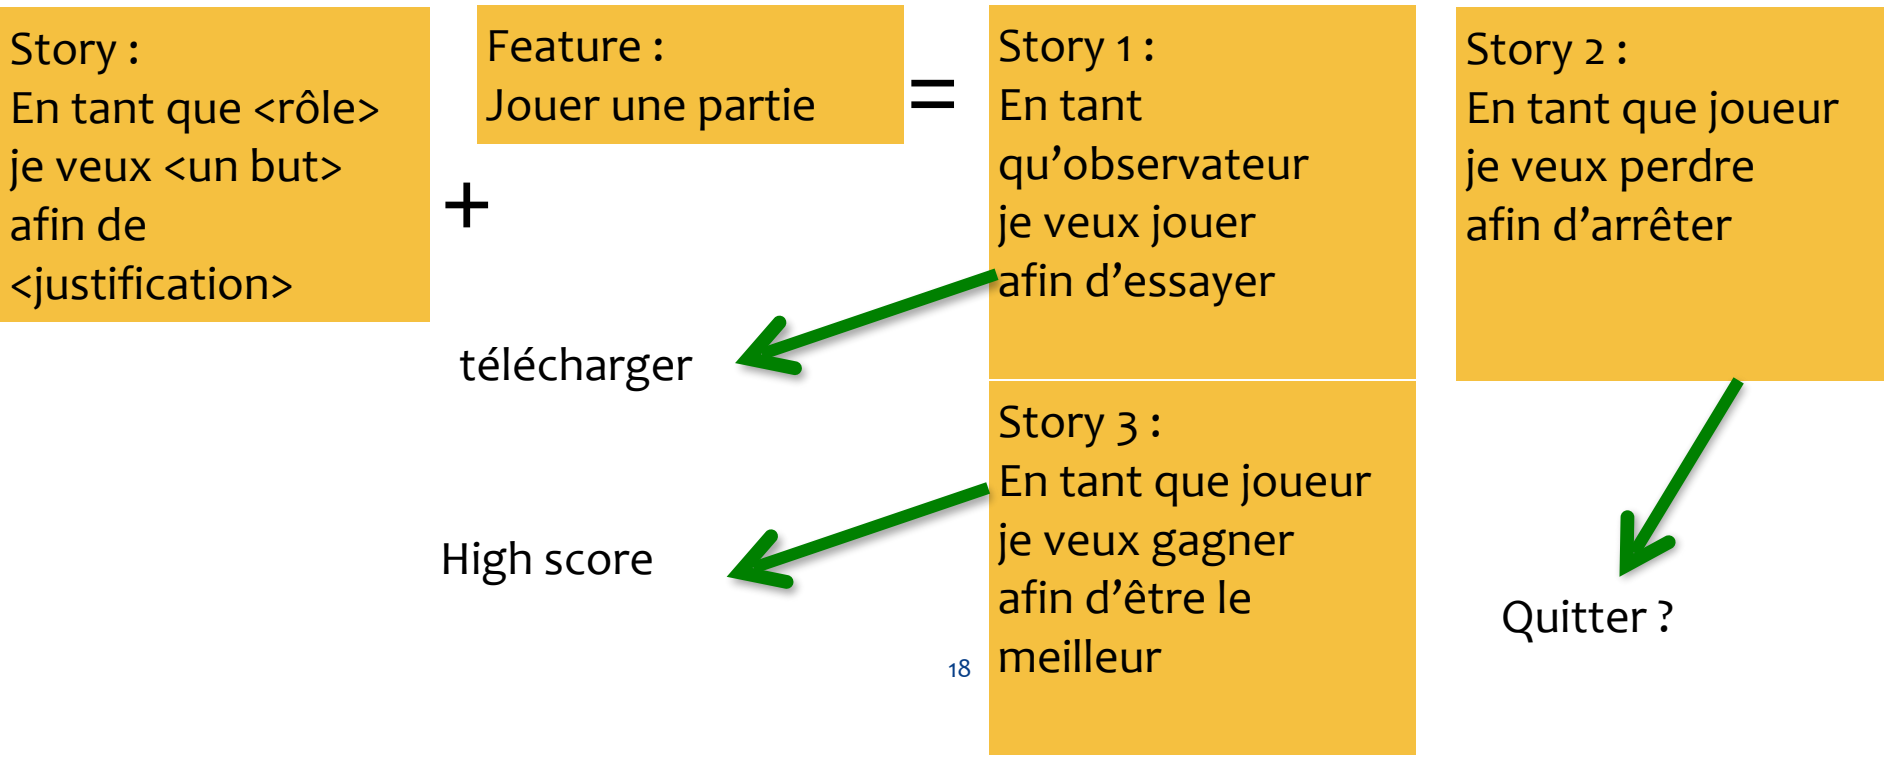 Story :
En tant que <rôle>
je veux <un but>
afin de
<justification>
+
Feature :
Jouer une partie
=
Story 1 :
En tant
qu’observateur
je veux jouer
afin d’essayer
Story 2 :
En tant que joueur
je veux perdre
afin d’arrêter
télécharger
Story 3 :
En tant que joueur
je veux gagner
afin d’être le
meilleur
High score
Quitter ?
18